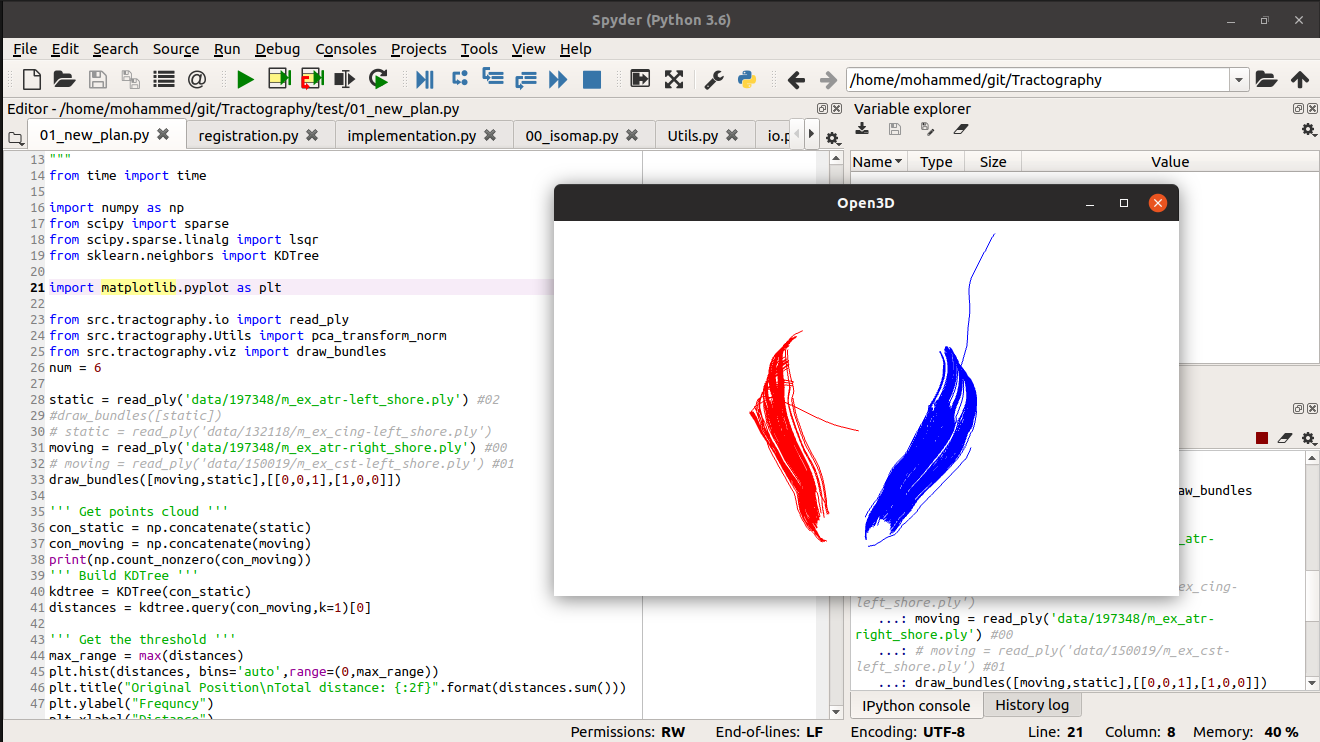 Spyder (Python 3.6)
File Edit Search Source Run Debug Consoles Projects Tools View Help
/home/mohammed/git/Tractography
Editor - /home/mohammed/git/Tractography/test/01_new_plan.py
01_new_plan.py registration.py implementation.py 00_isomap.py Utils.py io.p
13 """
14 from time import time
15
16 import numpy as np
17 from scipy import sparse
18 from scipy.sparse.linalg import lsqr
19 from sklearn.neighbors import KDTree
20
21 import matplotlib.pyplot as plt
22
23 from src.tractography.io import read_ply
24 from src.tractography.Utils import pca_transform_norm
25 from src.tractography.viz import draw_bundles
26 num = 6
27
28 static = read_ply('data/197348/m_ex_atr-left_shore.ply') #02
29 #draw_bundles([static])
30 # static = read_ply('data/132118/m_ex_cing-left_shore.ply')
31 moving = read_ply('data/197348/m_ex_atr-right_shore.ply') #00
32 # moving = read_ply('data/150019/m_ex_cst-left_shore.ply') #01
33 draw_bundles([moving,static],[[0,0,1],[1,0,0]])
34
35 ''' Get points cloud '''
36 con_static = np.concatenate(static)
37 con_moving = np.concatenate(moving)
38 print(np.count_nonzero(con_moving))
39 ''' Build KDTree '''
40 kdtree = KDTree(con_static)
41 distances = kdtree.query(con_moving,k=1)[0]
42
43 ''' Get the threshold '''
44 max_range = max(distances)
45 plt.hist(distances, bins='auto',range=(0,max_range))
46 plt.title("Original Position\nTotal distance: {:2f}".format(distances.sum()))
47 plt.ylabel("Frequncy")
plt.xlabel("Distance")
Variable explorer
Name Type Size Value
Open3D
aw_bundles
_atr-
ex_cing-
left_shore.ply')
...: moving = read_ply('data/197348/m_ex_atr-
right_shore.ply') #00
...: # moving = read_ply('data/150019/m_ex_cst-
left_shore.ply') #01
...: draw_bundles([moving,static],[[0,0,1],[1,0,0]])
IPython console History log
Permissions: RW End-of-lines: LF Encoding: UTF-8 Line: 21 Column: 8 Memory: 40 %